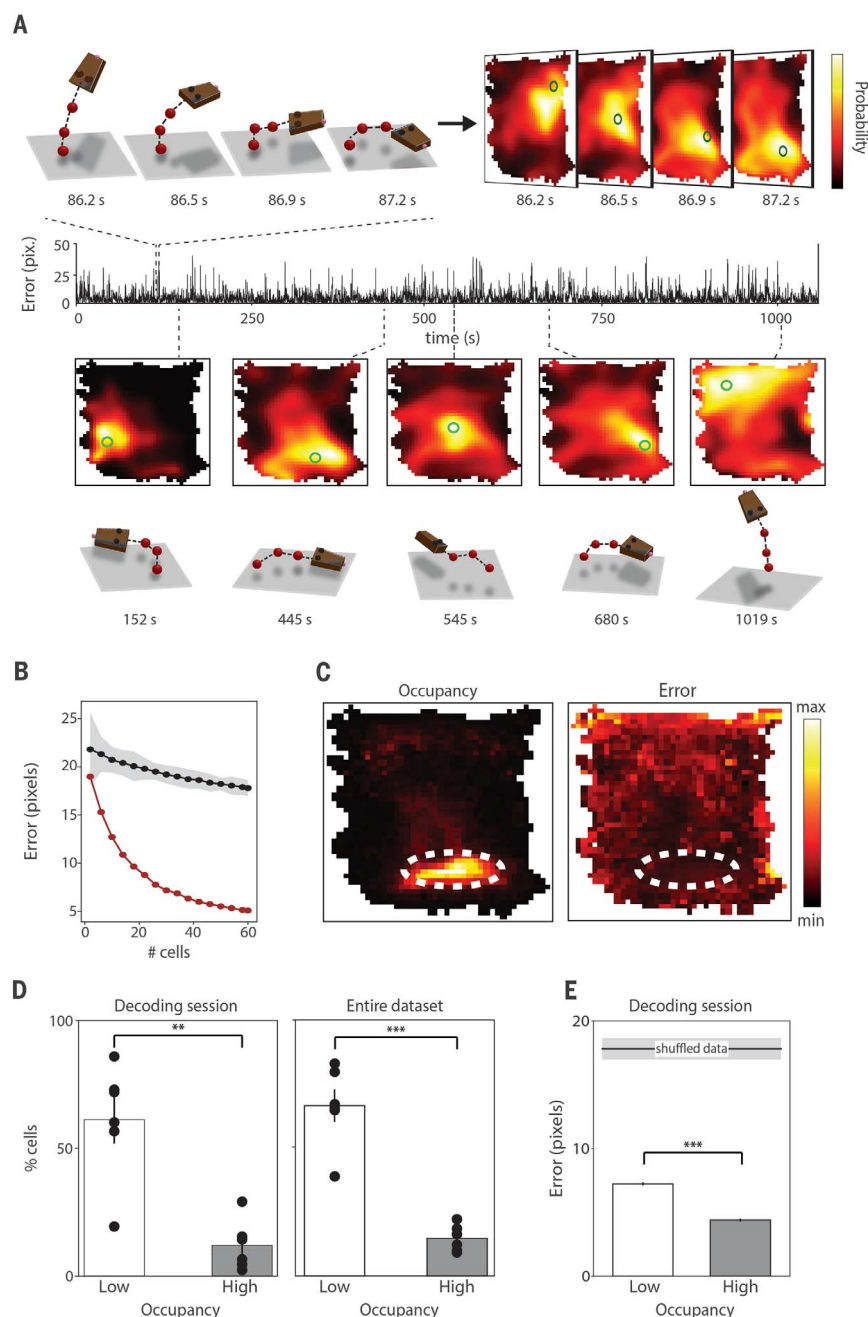 A
86.2 s
86.5 s
86.9 s
87.2 s
86.2 s
86.5 s
86.9 s
87.2 s
Probability
Error (pix.)
50
25
0
0
250
500
750
1000
time (s)
152 s
445 s
545 s
680 s
1019 s
B
Error (pixels)
25
20
15
10
5
0
20
40
60
# cells
C
Occupancy
Error
max
min
D
Decoding session
Entire dataset
**
***
% cells
100
50
0
Low
High
Low
High
Occupancy
Occupancy
E
Decoding session
20
10
0
shuffled data
***
Error (pixels)
Low
High
Occupancy